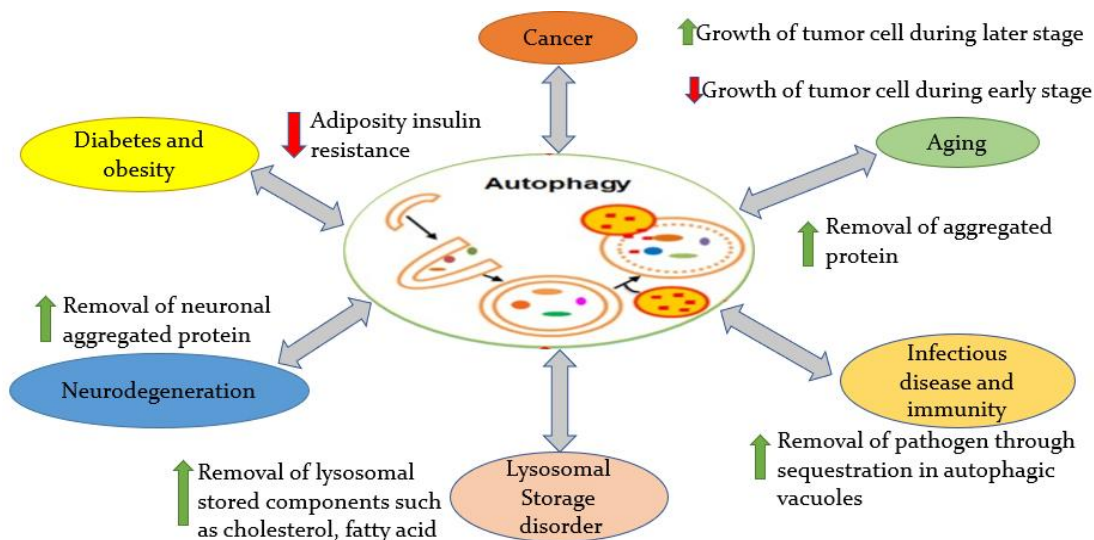 Cancer
Growth of tumor cell during later stage
Growth of tumor cell during early stage
Diabetes and
obesity
Adiposity insulin
resistance
Aging
Autophagy
Removal of aggregated
protein
Removal of neuronal
aggregated protein
Neurodegeneration
Infectious
disease and
immunity
Removal of lysosomal
stored components such
as cholesterol, fatty acid
Lysosomal
Storage
disorder
Removal of pathogen through
sequestration in autophagic
vacuoles